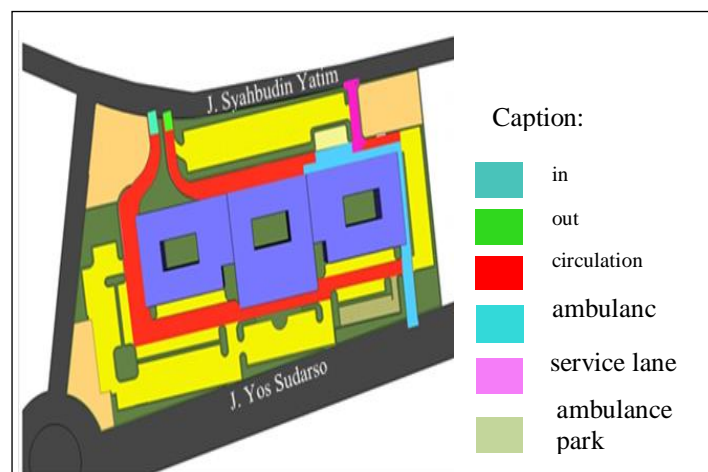 J. Syahbudin Yatim
J. Yos Sudarso
Caption:
in
out
circulation
ambulanc
service lane
ambulance
park